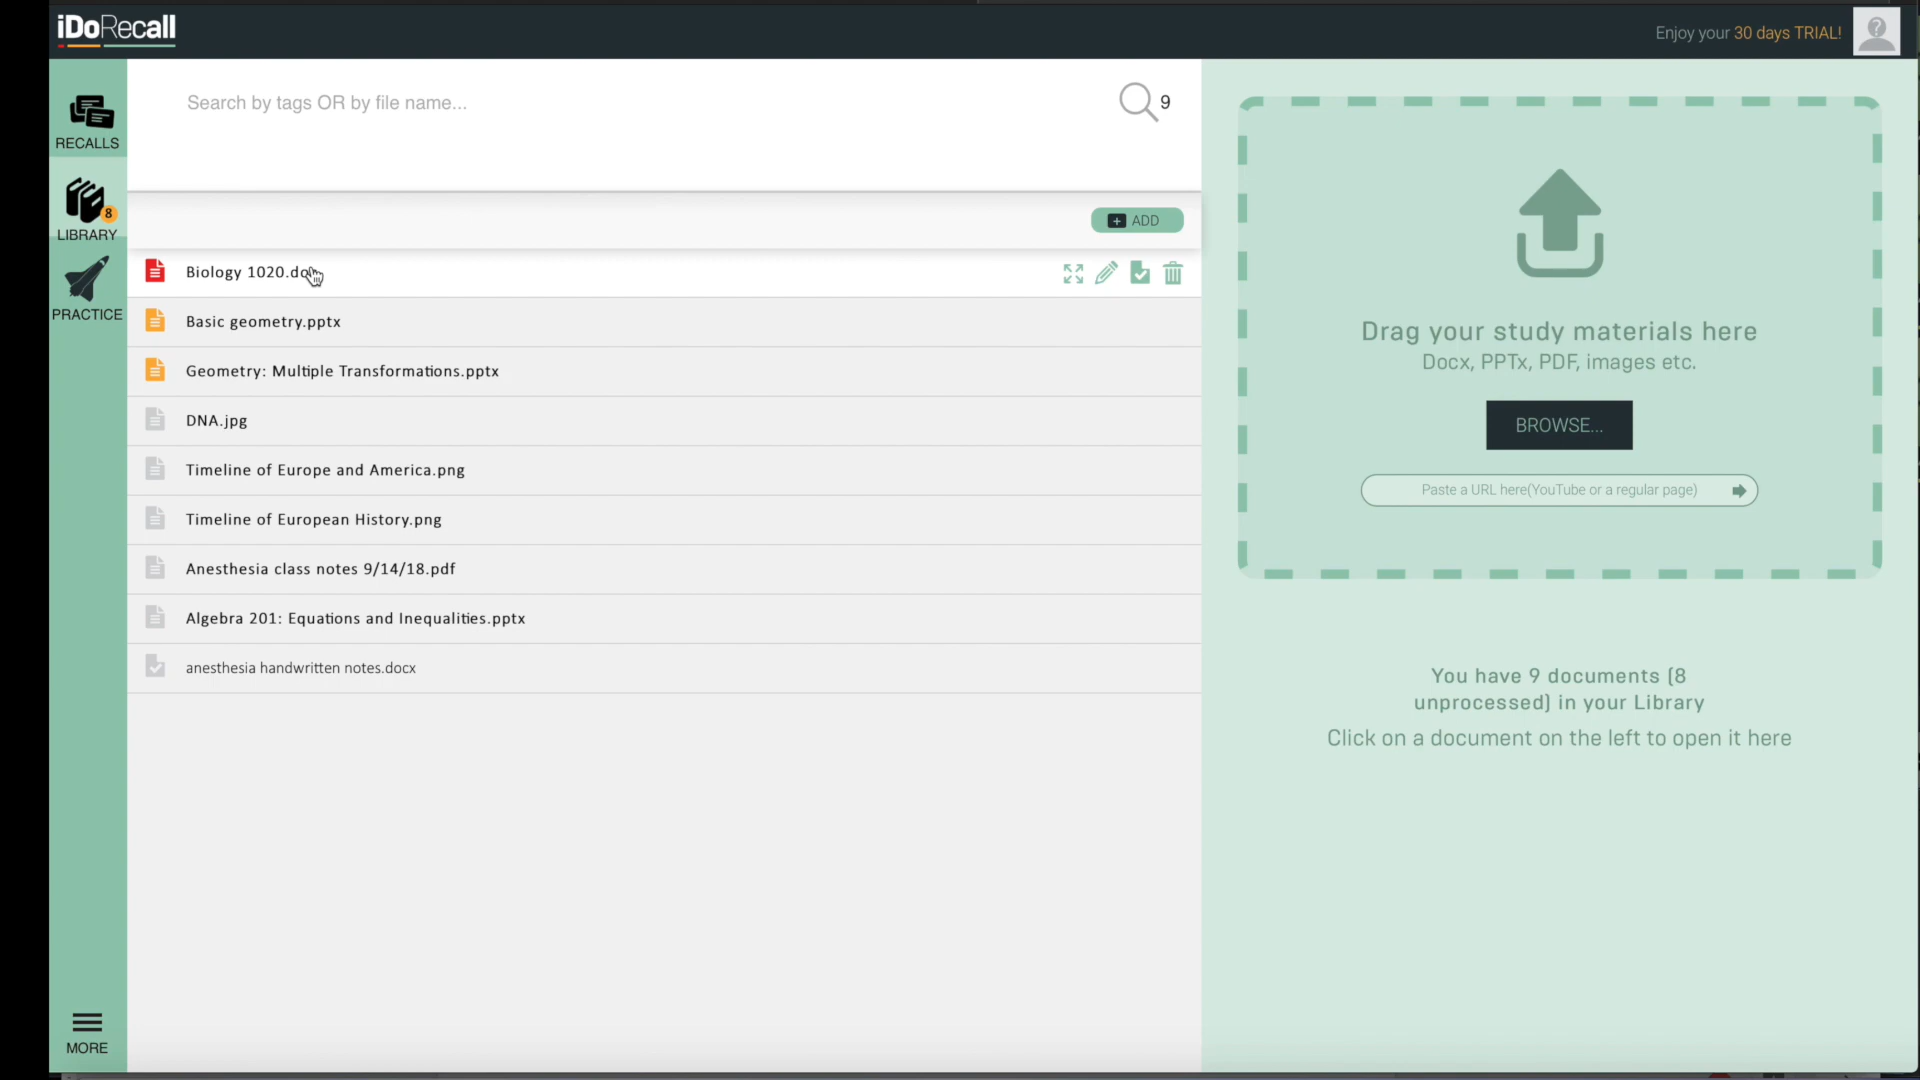 iDoRecall
Enjoy your 30 days TRIAL!
RECALLS
8
LIBRARY
PRACTICE
MORE
Search by tags OR by file name...
9
ADD
Biology 1020.do
Basic geometry.pptx
Geometry: Multiple Transformations.pptx
DNA.jpg
Timeline of Europe and America.png
Timeline of European History.png
Anesthesia class notes 9/14/18.pdf
Algebra 201: Equations and Inequalities.pptx
anesthesia handwritten notes.docx
Drag your study materials here
Docx, PPTx, PDF, images etc.
BROWSE...
Paste a URL here(YouTube or a regular page)
You have 9 documents (8
unprocessed) in your Library
Click on a document on the left to open it here